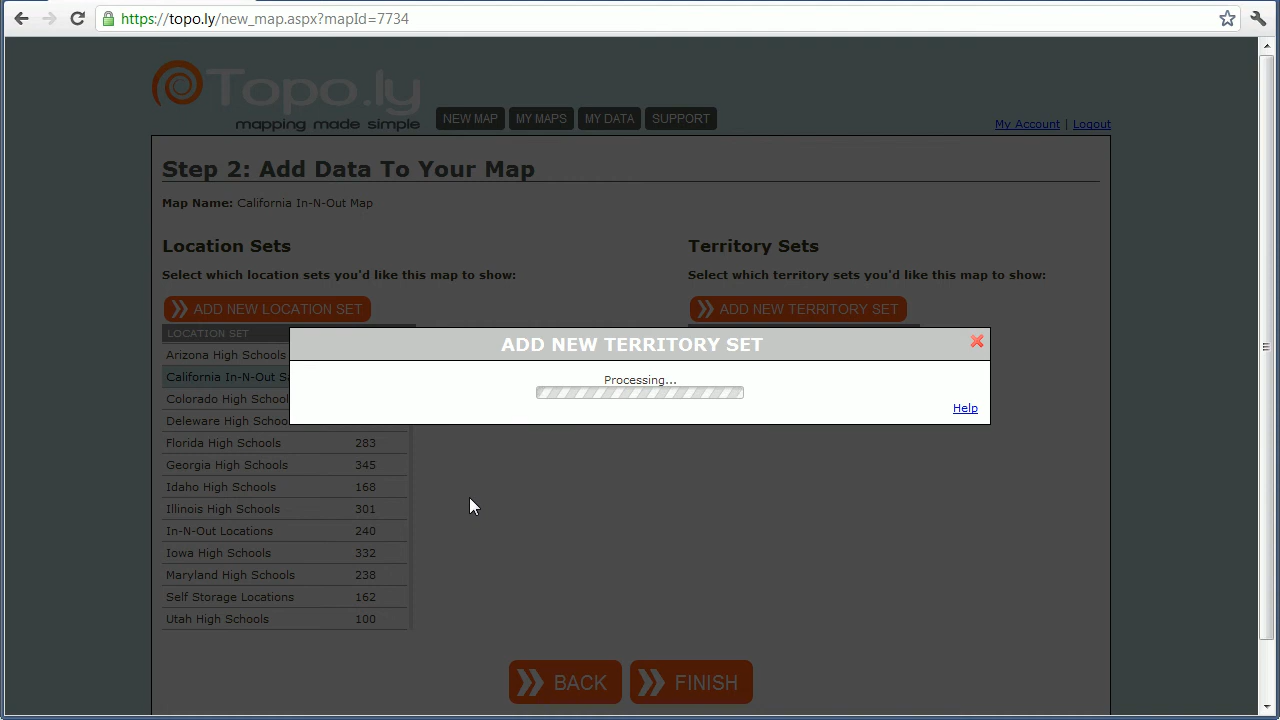 https://topo.ly/new_map.aspx?mapId=7734
Topo.ly
mapping made simple
NEW MAP MY MAPS MY DATA SUPPORT
My Account | Logout
Step 2: Add Data To Your Map
Map Name: California In-N-Out Map
Location Sets
Select which location sets you'd like this map to show:
ADD NEW LOCATION SET
LOCATION SET
Arizona High Schools
California In-N-Out
Colorado High School
Deleware High Schools
Florida High Schools 283
Georgia High Schools 345
Idaho High Schools 168
Illinois High Schools 301
In-N-Out Locations 240
Iowa High Schools 332
Maryland High Schools 238
Self Storage Locations 162
Utah High Schools 100
Territory Sets
Select which territory sets you'd like this map to show:
ADD NEW TERRITORY SET
ADD NEW TERRITORY SET
Processing...
Help
BACK
FINISH